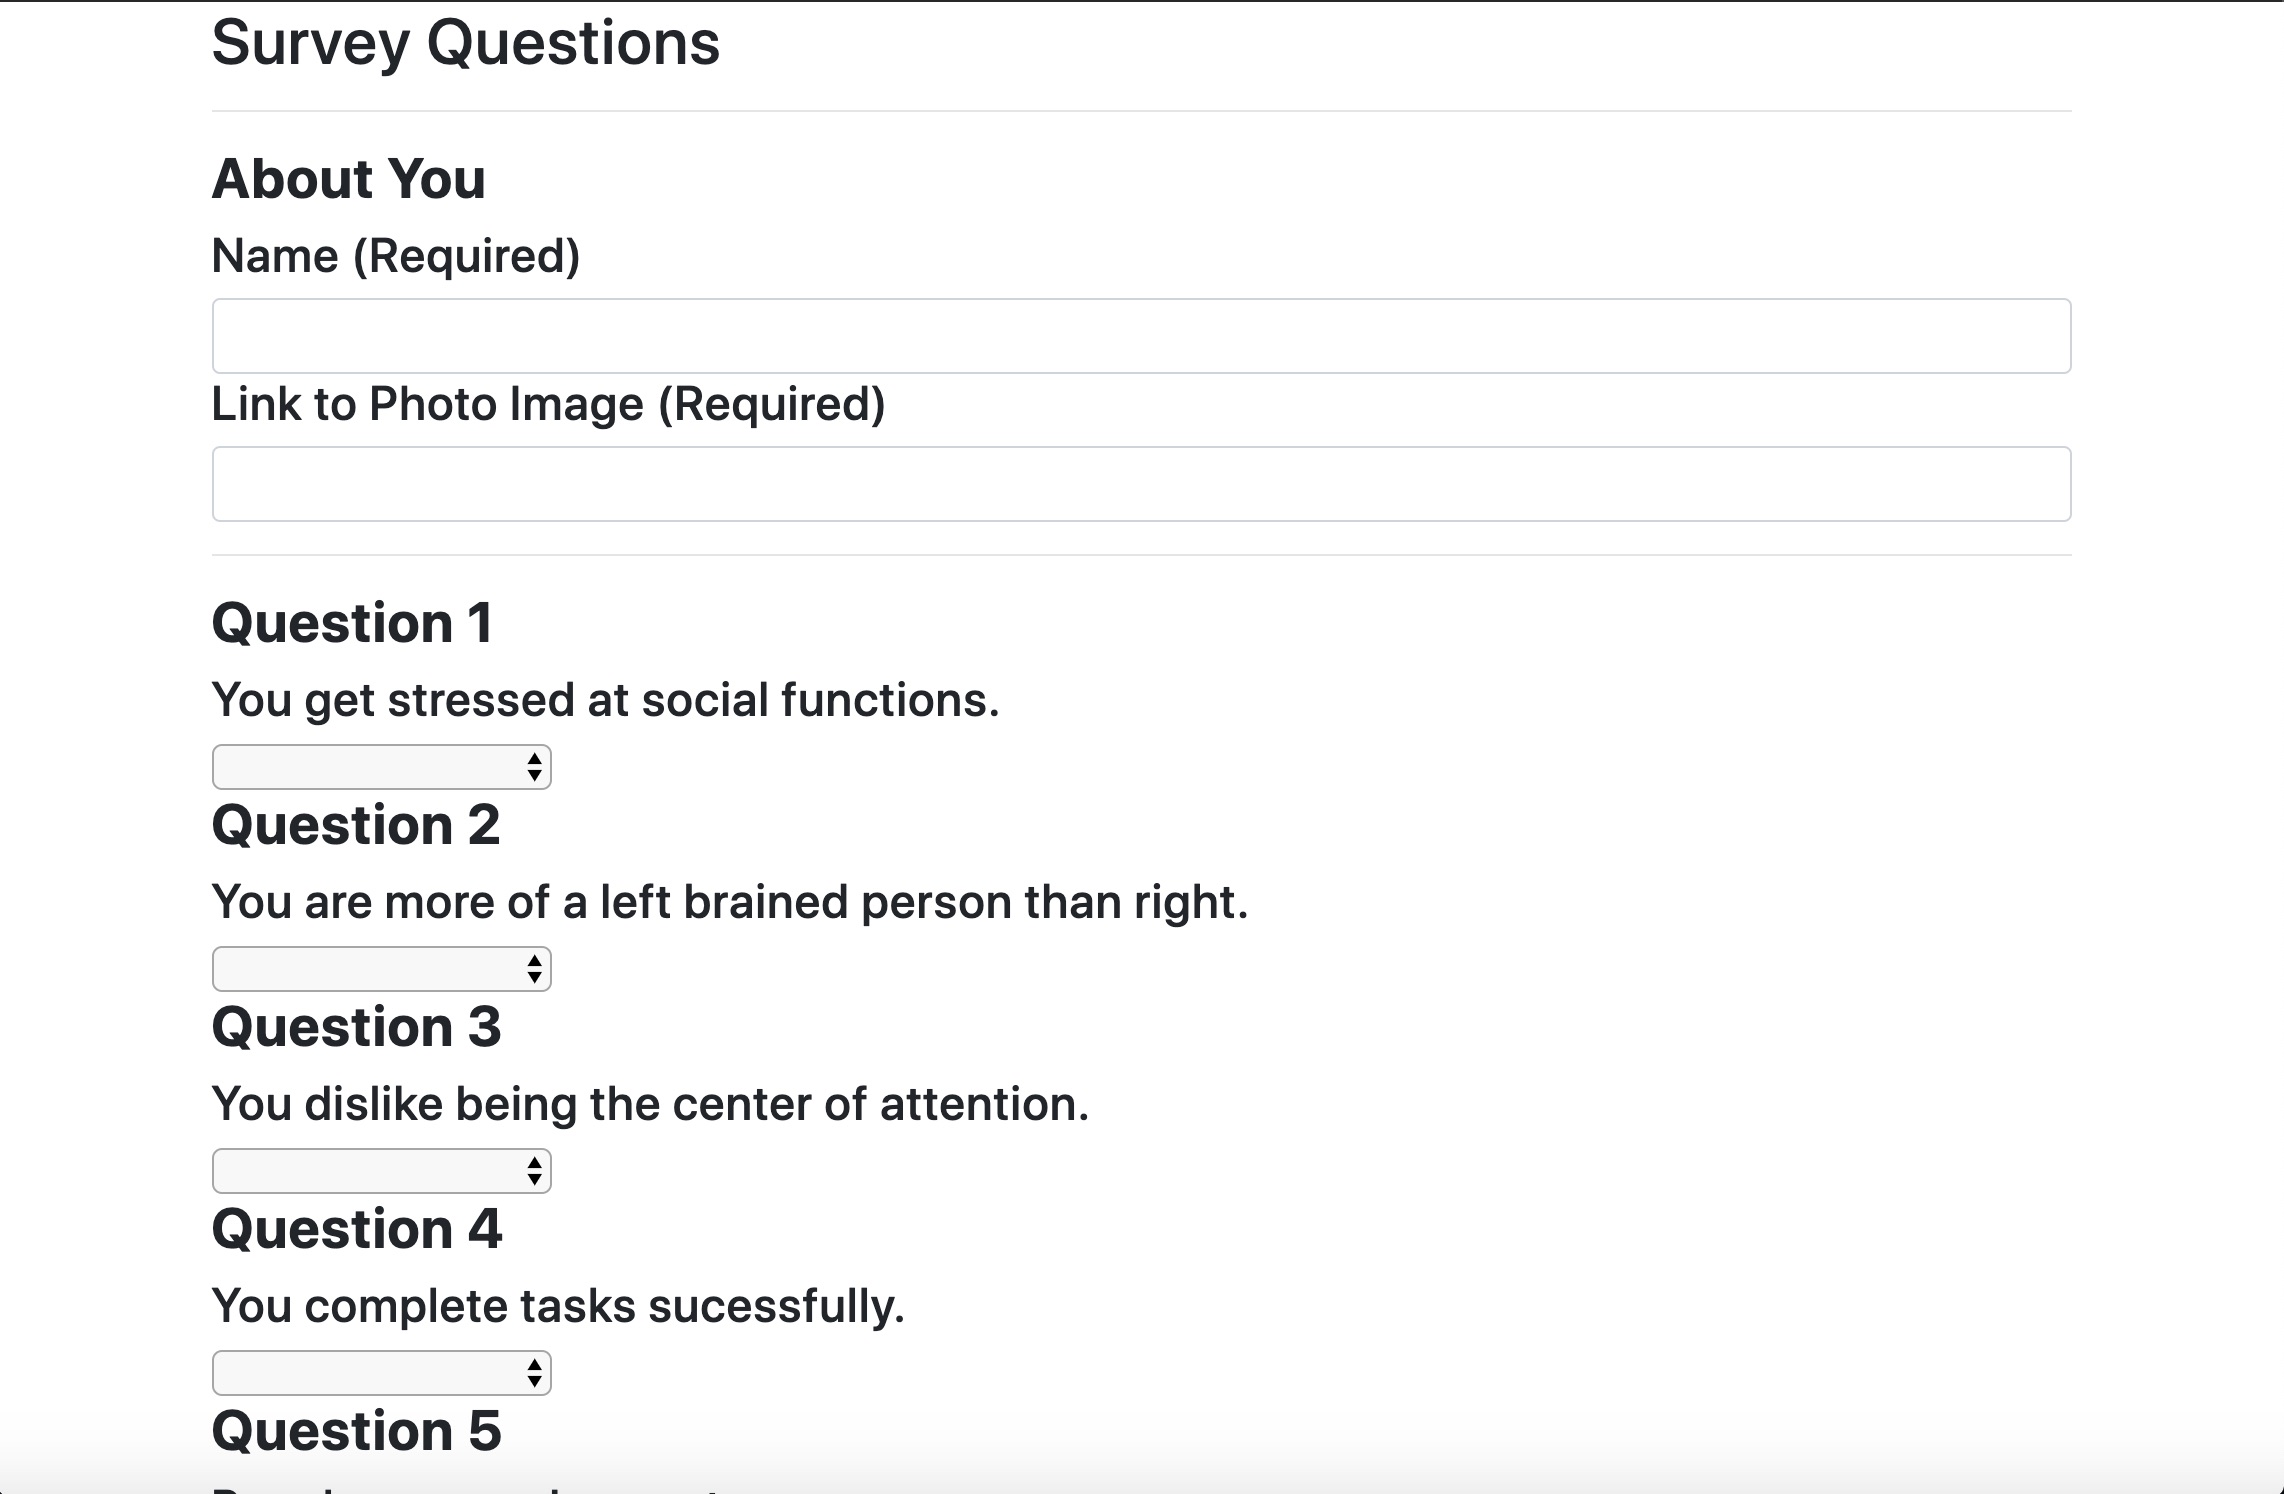 Survey Questions
About You
Name (Required)
Link to Photo Image (Required)
Question 1
You get stressed at social functions.
Question 2
You are more of a left brained person than right.
Question 3
You dislike being the center of attention.
Question 4
You complete tasks sucessfully.
Question 5